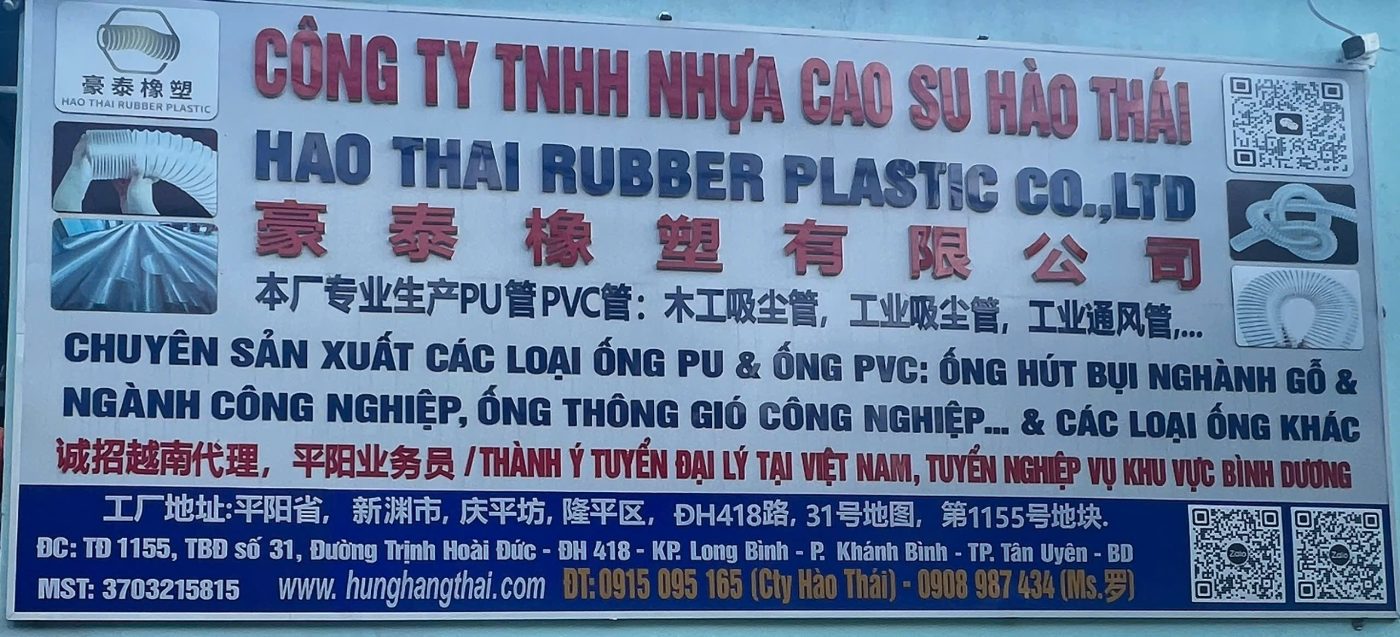 豪泰橡塑
HAO THAI RUBBER PLASTIC
CÔNG TY TNHH NHỰA CAO SU HÀO THÁI
HAO THAI RUBBER PLASTIC CO.,LTD
豪泰橡塑有限公司
本厂专业生产PU管PVC管：木工吸尘管，工业吸尘管，工业通风管,...
CHUYÊN SẢN XUẤT CÁC LOẠI ỐNG PU & ỐNG PVC: ỐNG HÚT BỤI NGHÀNH GỖ &
NGÀNH CÔNG NGHIỆP, ỐNG THÔNG GIÓ CÔNG NGHIỆP... & CÁC LOẠI ỐNG KHÁC
诚招越南代理，平阳业务员 / THÀNH Ý TUYỂN ĐẠI LÝ TẠI VIỆT NAM, TUYỂN NGHIỆP VỤ KHU VỰC BÌNH DƯƠNG
工厂地址:平阳省，新渊市, 庆平坊, 隆平区，ĐH418路, 31号地图，第1155号地块.
ĐC: TĐ 1155, TBĐ số 31, Đường Trịnh Hoài Đức - ĐH 418 - KP. Long Bình - P. Khánh Bình - TP. Tân Uyên - BD
MST: 3703215815 www. hunghangthai.com ĐT: 0915 095 165 (Cty Hào Thái) - 0908 987 434 (Ms.罗)
Zalo
Zalo